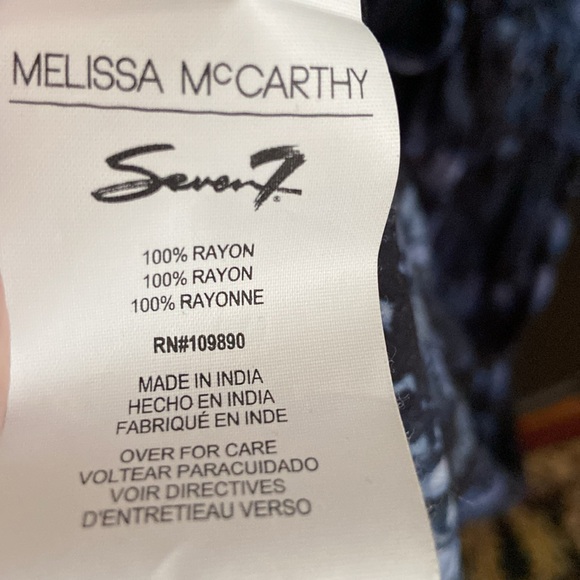 MELISSA McCARTHY
Seven7®
100% RAYON
100% RAYON
100% RAYONNE
RN#109890
MADE IN INDIA
HECHO EN INDIA
FABRIQUÉ EN INDE
OVER FOR CARE
VOLTEAR PARACUIDADO
VOIR DIRECTIVES
D'ENTRETIEAU VERSO